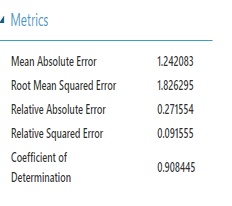 Metrics
Mean Absolute Error 1.242083
Root Mean Squared Error 1.826295
Relative Absolute Error 0.271554
Relative Squared Error 0.091555
Coefficient of
Determination 0.908445